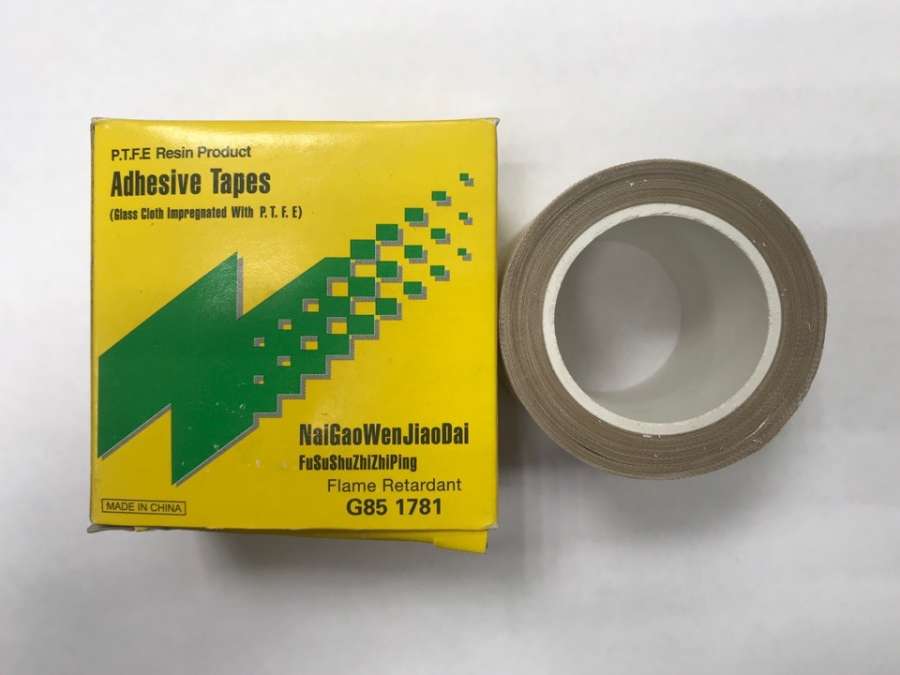 P.T.F.E Resin Product
Adhesive Tapes
(Glass Cloth Impregnated With P. T. F. E)
NaiGaoWenJiaoDai
FuSuShuZhiZhiPing
Flame Retardant
MADE IN CHINA
G85 1781